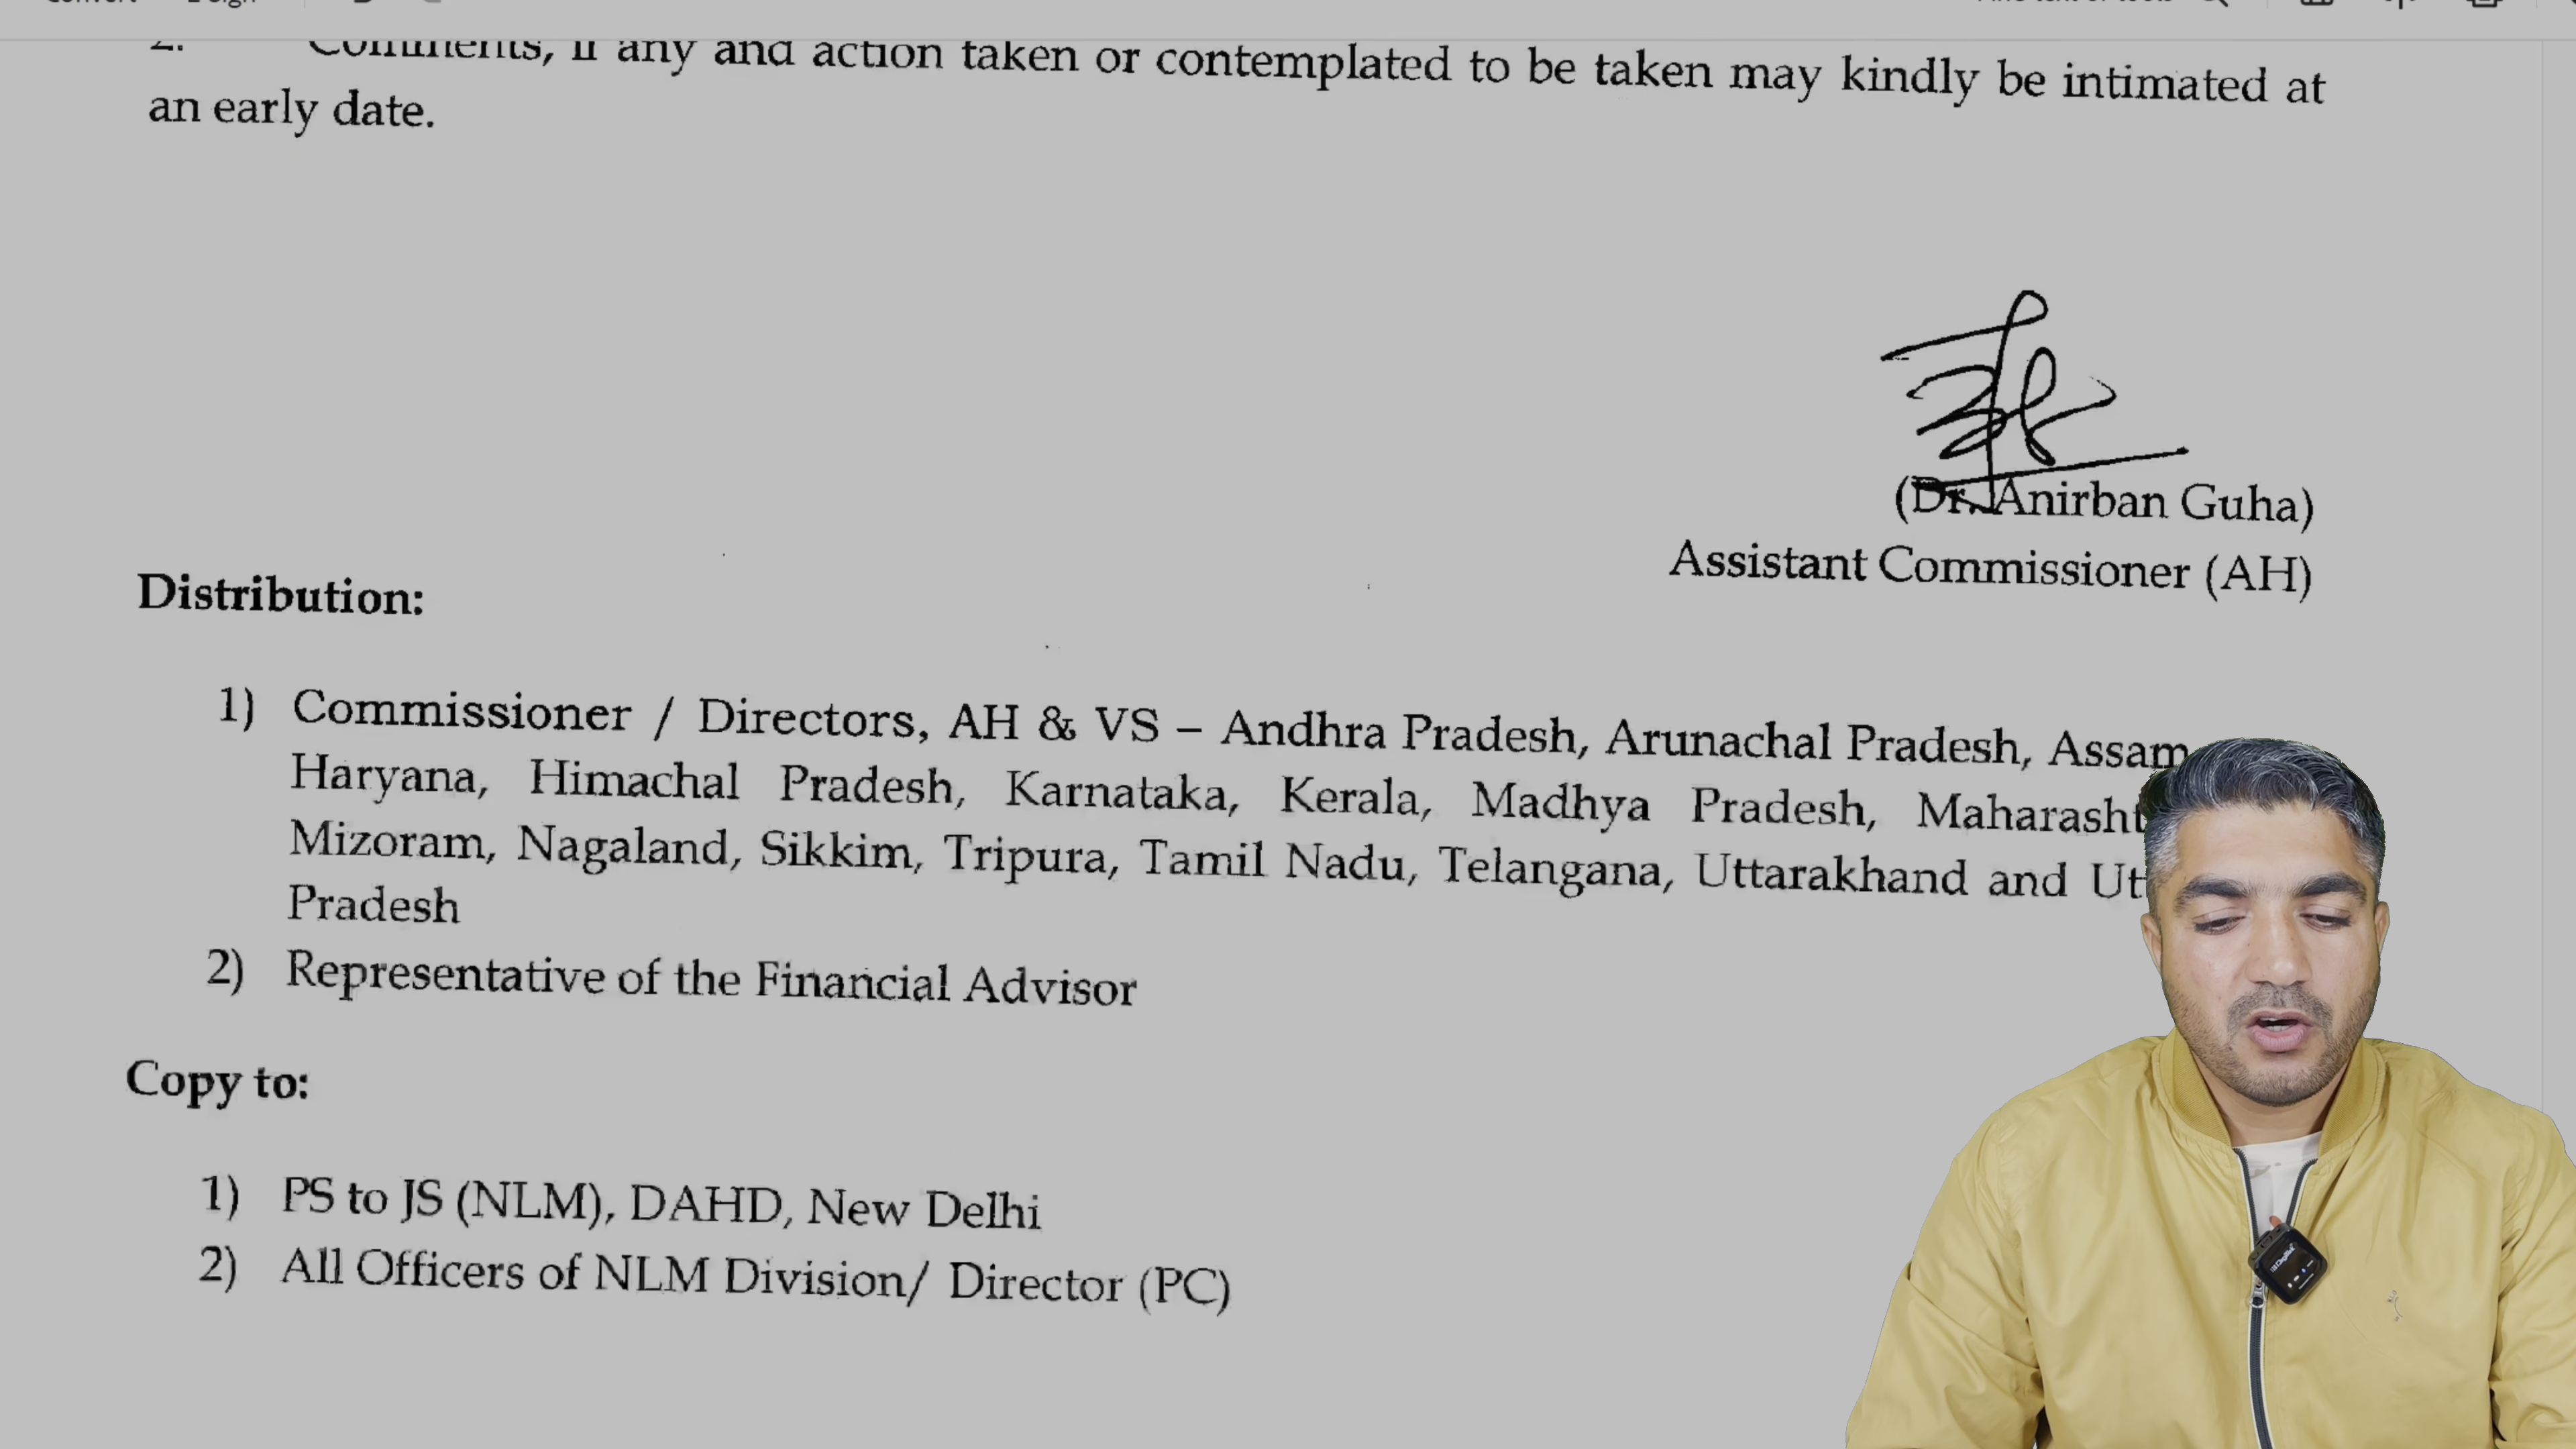 2. Comments, if any and action taken or contemplated to be taken may kindly be intimated at
an early date.
(Dr. Anirban Guha)
Assistant Commissioner (AH)
Distribution:
1) Commissioner / Directors, AH & VS – Andhra Pradesh, Arunachal Pradesh, Assam
Haryana, Himachal Pradesh, Karnataka, Kerala, Madhya Pradesh,
Mizoram, Nagaland, Sikkim, Tripura, Tamil Nadu, Telangana, Uttarakhand and
Pradesh
2) Representative of the Financial Advisor
Copy to:
1) PS to JS (NLM), DAHD, New Delhi
2) All Officers of NLM Division/ Director (PC)